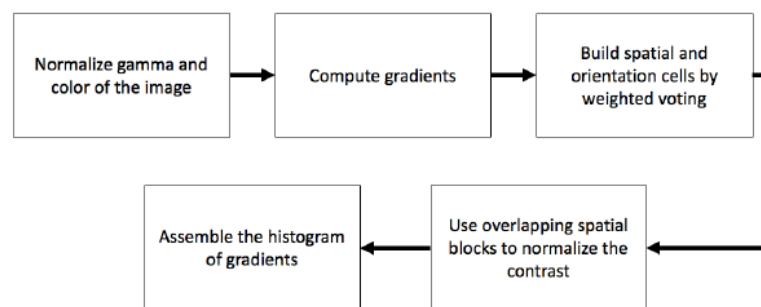 Normalize gamma and
color of the image
Compute gradients
Build spatial and
orientation cells by
weighted voting
Use overlapping spatial
blocks to normalize the
contrast
Assemble the histogram
of gradients